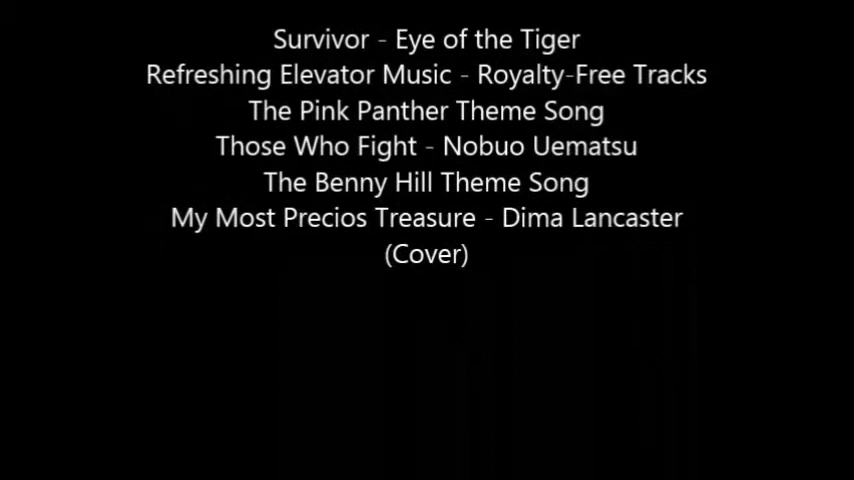 Survivor - Eye of the Tiger
Refreshing Elevator Music - Royalty-Free Tracks
The Pink Panther Theme Song
Those Who Fight - Nobuo Uematsu
The Benny Hill Theme Song
My Most Precios Treasure - Dima Lancaster
(Cover)